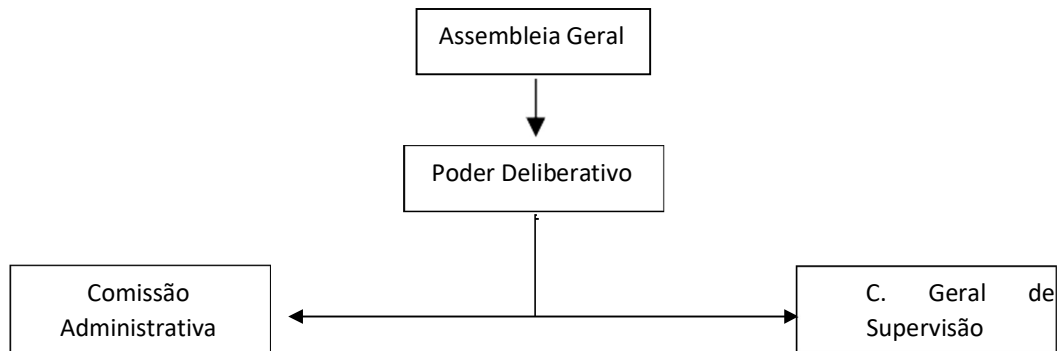 Assembleia Geral
Poder Deliberativo
Comissão
Administrativa
C. Geral de
Supervisão